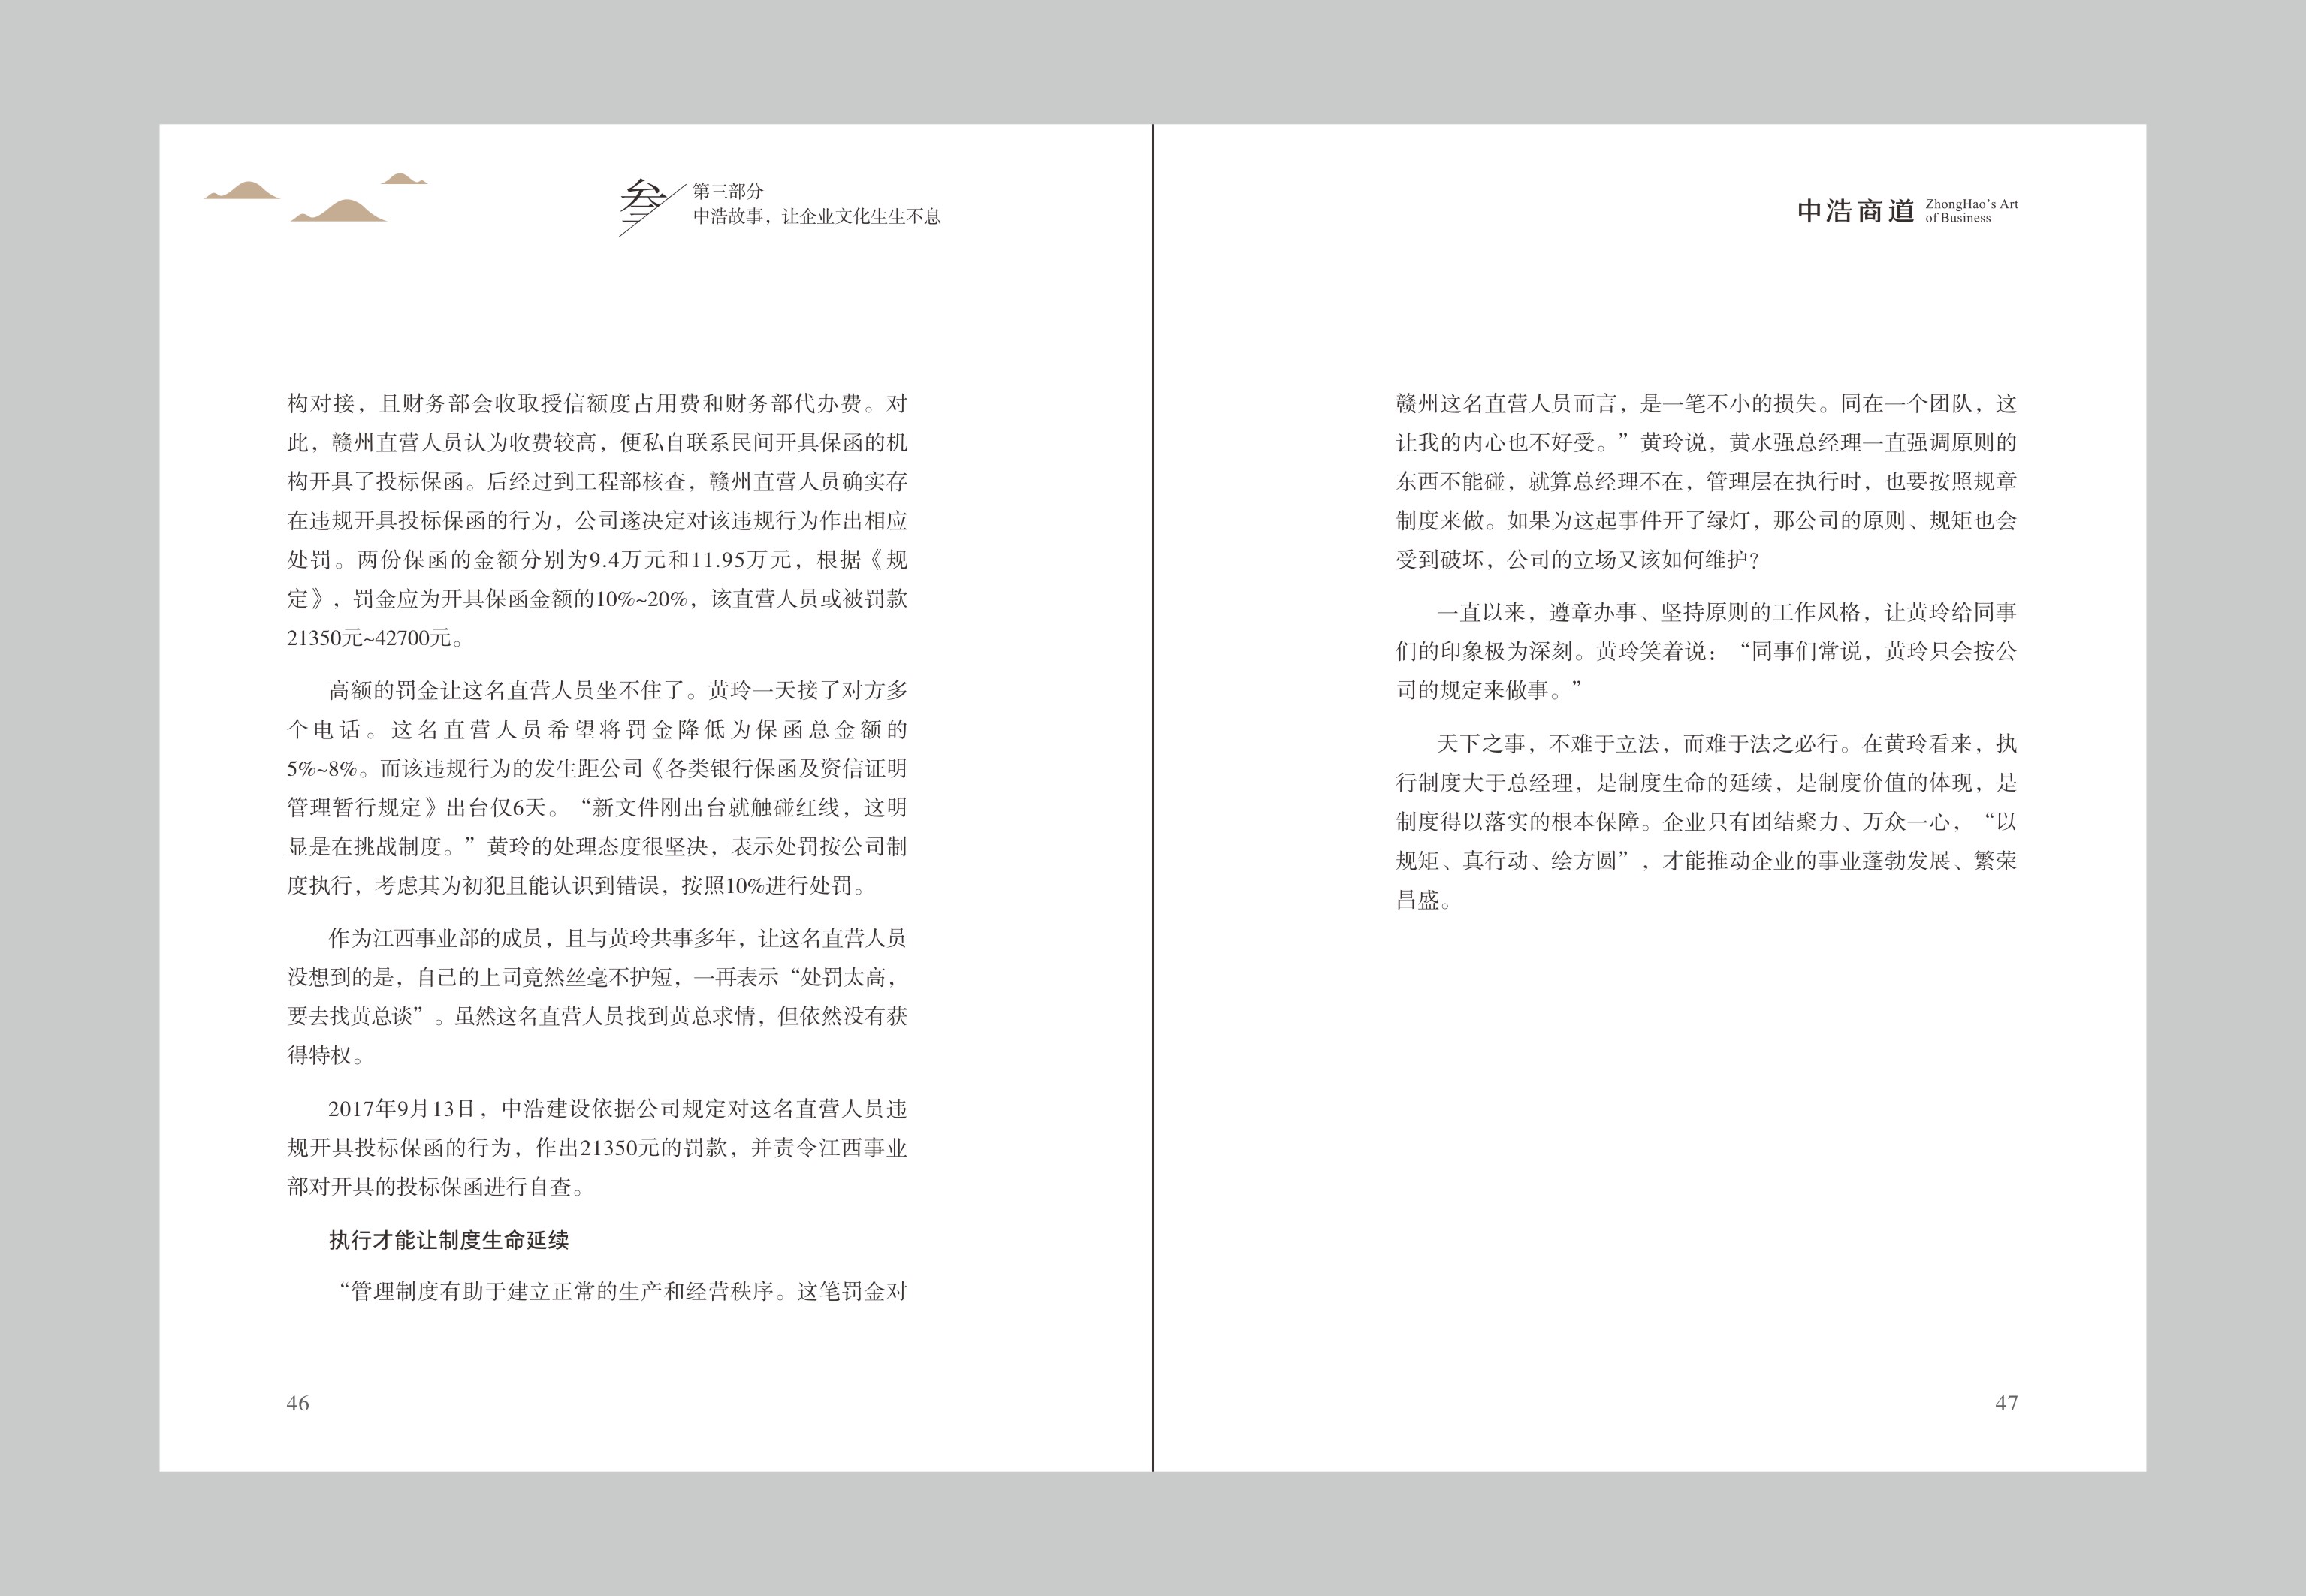 叁
第三部分
中浩故事，让企业文化生生不息
构对接，且财务部会收取授信额度占用费和财务部代办费。对
此，赣州直营人员认为收费较高，便私自联系民间开具保函的机
构开具了投标保函。后经过到工程部核查，赣州直营人员确实存
在违规开具投标保函的行为，公司遂决定对该违规行为作出相应
处罚。两份保函的金额分别为9.4万元和11.95万元，根据《规
定》，罚金应为开具保函金额的10%~20%，该直营人员或被罚款
21350元~42700元。
高额的罚金让这名直营人员坐不住了。黄玲一天接了对方多
个电话。这名直营人员希望将罚金降低为保函总金额的
5%~8%。而该违规行为的发生距公司《各类银行保函及资信证明
管理暂行规定》出台仅6天。“新文件刚出台就触碰红线，这明
显是在挑战制度。”黄玲的处理态度很坚决，表示处罚按公司制
度执行，考虑其为初犯且能认识到错误，按照10%进行处罚。
作为江西事业部的成员，且与黄玲共事多年，让这名直营人员
没想到的是，自己的上司竟然丝毫不护短，一再表示“处罚太高，
要去找黄总谈”。虽然这名直营人员找到黄总求情，但依然没有获
得特权。
2017年9月13日，中浩建设依据公司规定对这名直营人员违
规开具投标保函的行为，作出21350元的罚款，并责令江西事业
部对开具的投标保函进行自查。
执行才能让制度生命延续
“管理制度有助于建立正常的生产和经营秩序。这笔罚金对
46
中浩商道 ZhongHao's Art
of Business
赣州这名直营人员而言，是一笔不小的损失。同在一个团队，这
让我的内心也不好受。”黄玲说，黄水强总经理一直强调原则的
东西不能碰，就算总经理不在，管理层在执行时，也要按照规章
制度来做。如果为这起事件开了绿灯，那公司的原则、规矩也会
受到破坏，公司的立场又该如何维护？
一直以来，遵章办事、坚持原则的工作风格，让黄玲给同事
们的印象极为深刻。黄玲笑着说：“同事们常说，黄玲只会按公
司的规定来做事。”
天下之事，不难于立法，而难于法之必行。在黄玲看来，执
行制度大于总经理，是制度生命的延续，是制度价值的体现，是
制度得以落实的根本保障。企业只有团结聚力、万众一心，“以
规矩、真行动、绘方圆”，才能推动企业的事业蓬勃发展、繁荣
昌盛。
47